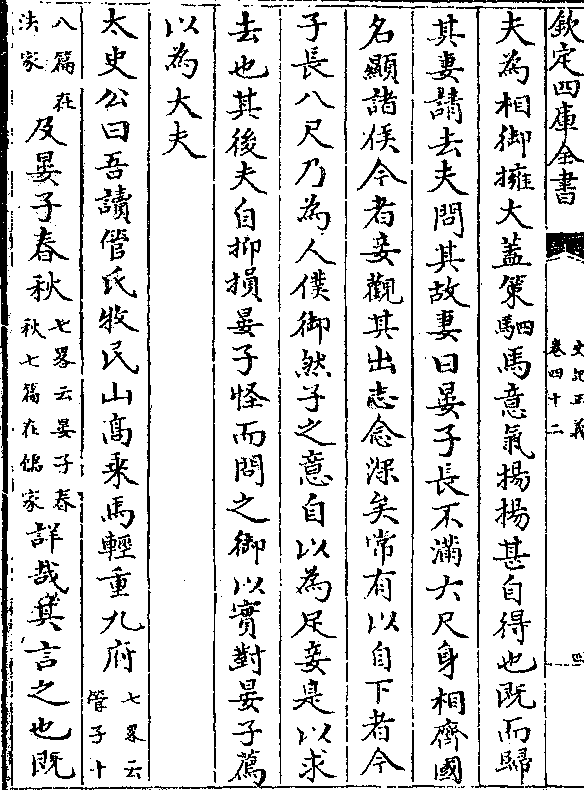 欽定四庫全書
史記正義
卷四十二
四
夫為相御擁大蓋策駟馬意氣揚揚甚自得也既而歸
其妻請去夫問其故妻曰晏子長不滿六尺身相齊國
名顯諸侯今者妾觀其出志念深矣常有以自下者今
子長八尺乃為人僕御然子之意自以為足妾是以求
去也其後夫自抑損晏子怪而問之御以實對晏子薦
以為大夫
太史公曰吾讀管氏牧民山高乗馬輕重九府七畧云管子十
八篇在法家及晏子春秋七畧云晏子春秋七篇在儒家詳哉其言之也既